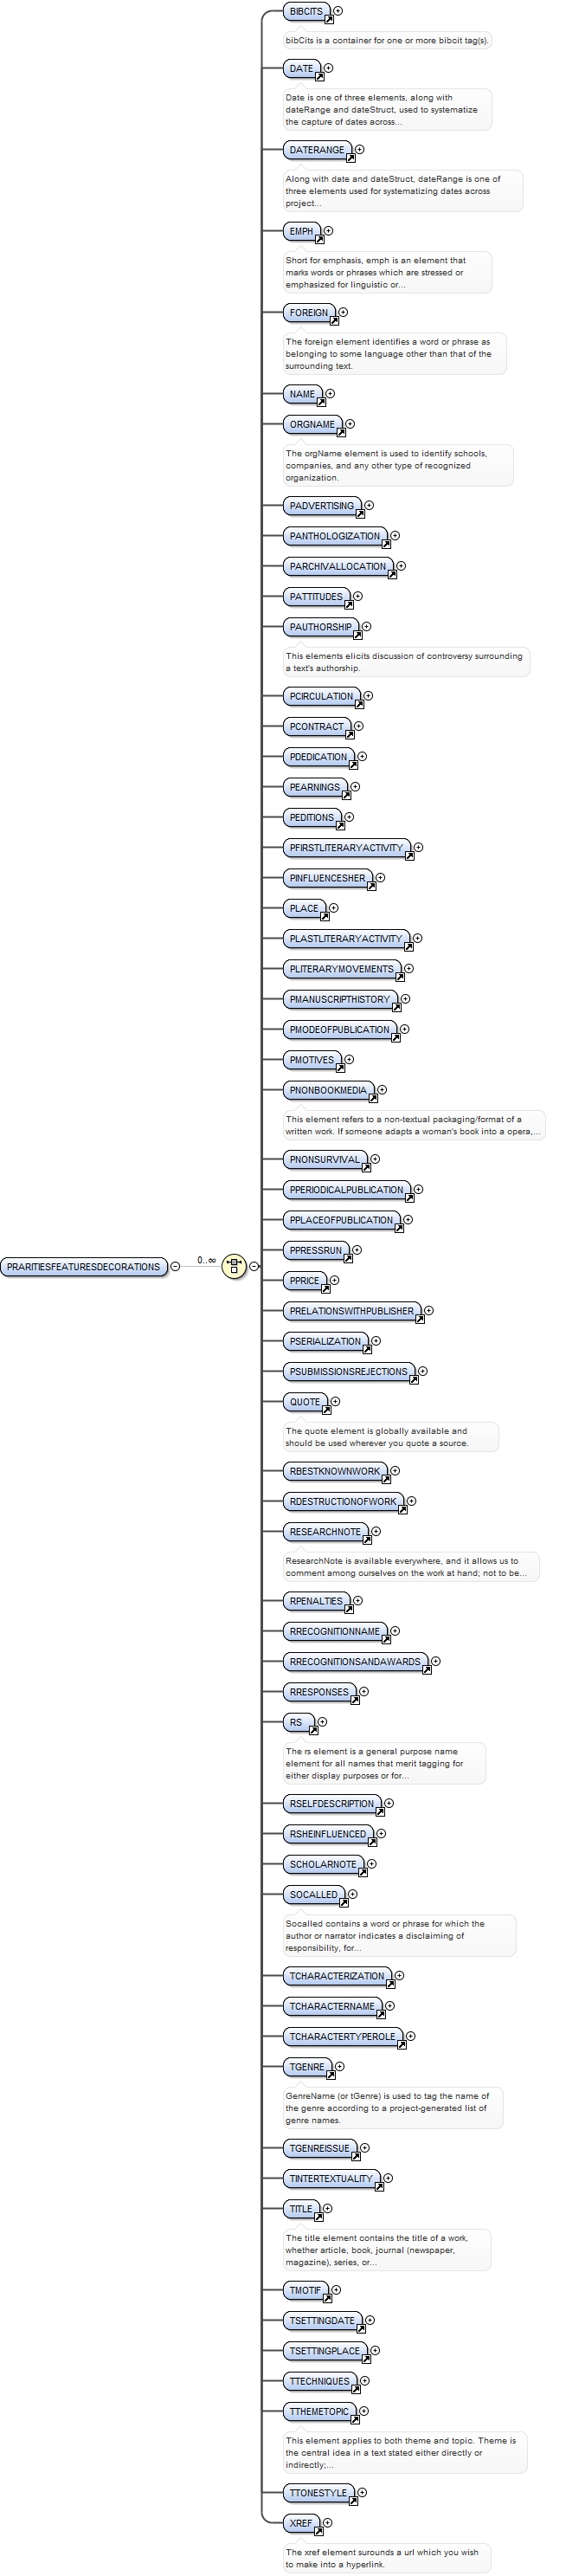 BIBCITS
bibCits is a container for one or more bibcit tag(s).
DATE
Date is one of three elements, along with
dateRange and dateStruct, used to systematize
the capture of dates across...
DATERANGE
Along with date and dateStruct, dateRange is one of
three elements used for systematizing dates across
project...
EMPH
Short for emphasis, emph is an element that
marks words or phrases which are stressed or
emphasized for linguistic or...
FOREIGN
The foreign element identifies a word or phrase as
belonging to some language other than that of the
surrounding text.
NAME
ORGNAME
The orgName element is used to identify schools,
companies, and any other type of recognized
organization.
PADVERTISING
PANTHOLOGIZATION
PARCHIVALLOCATION
PATTITUDES
PAUTHORSHIP
This elements elicits discussion of controversy surrounding
a text's authorship.
PCIRCULATION
PCONTRACT
PDEDICATION
PEARNINGS
PEDITIONS
PFIRSTLITERARYACTIVITY
PINFLUENCESHER
PLACE
PLASTLITERARYACTIVITY
PLITERARYMOVEMENTS
PMANUSCRIPTHISTORY
PMODEOFPUBLICATION
PMOTIVES
PNONBOOKMEDIA
This element refers to a non-textual packaging/format of a
written work. If someone adapts a woman's book into a opera,...
PNONSURVIVAL
PPERIODICALPUBLICATION
PPLACEOFPUBLICATION
PPRESSRUN
PRARITIESFEATURESDECORATIONS
0..∞
PPRICE
PRELATIONSWITHPUBLISHER
PSERIALIZATION
PSUBMISSIONSREJECTIONS
QUOTE
The quote element is globally available and
should be used wherever you quote a source.
RBESTKNOWNWORK
RDESTRUCTIONOFWORK
RESEARCHNOTE
ResearchNote is available everywhere, and it allows us to
comment among ourselves on the work at hand; not to be...
RPENALTIES
RRECOGNITIONNAME
RRECOGNITIONSANDAWARDS
RRESPONSES
RS
The rs element is a general purpose name
element for all names that merit tagging for
either display purposes or for...
RSELFDESCRIPTION
RSHEINFLUENCED
SCHOLARNOTE
SOCALLED
Socalled contains a word or phrase for which the
author or narrator indicates a disclaiming of
responsibility, for...
TCHARACTERIZATION
TCHARACTERNAME
TCHARACTERTYPEROLE
TGENRE
GenreName (or tGenre) is used to tag the name of
the genre according to a project-generated list of
genre names.
TGENREISSUE
TINTERTEXTUALITY
TITLE
The title element contains the title of a work,
whether article, book, journal (newspaper,
magazine), series, or...
TMOTIF
TSETTINGDATE
TSETTINGPLACE
TTECHNIQUES
TTHEMETOPIC
This element applies to both theme and topic. Theme is
the central idea in a text stated either directly or
indirectly;...
TTONESTYLE
XREF
The xref element surounds a url which you wish
to make into a hyperlink.